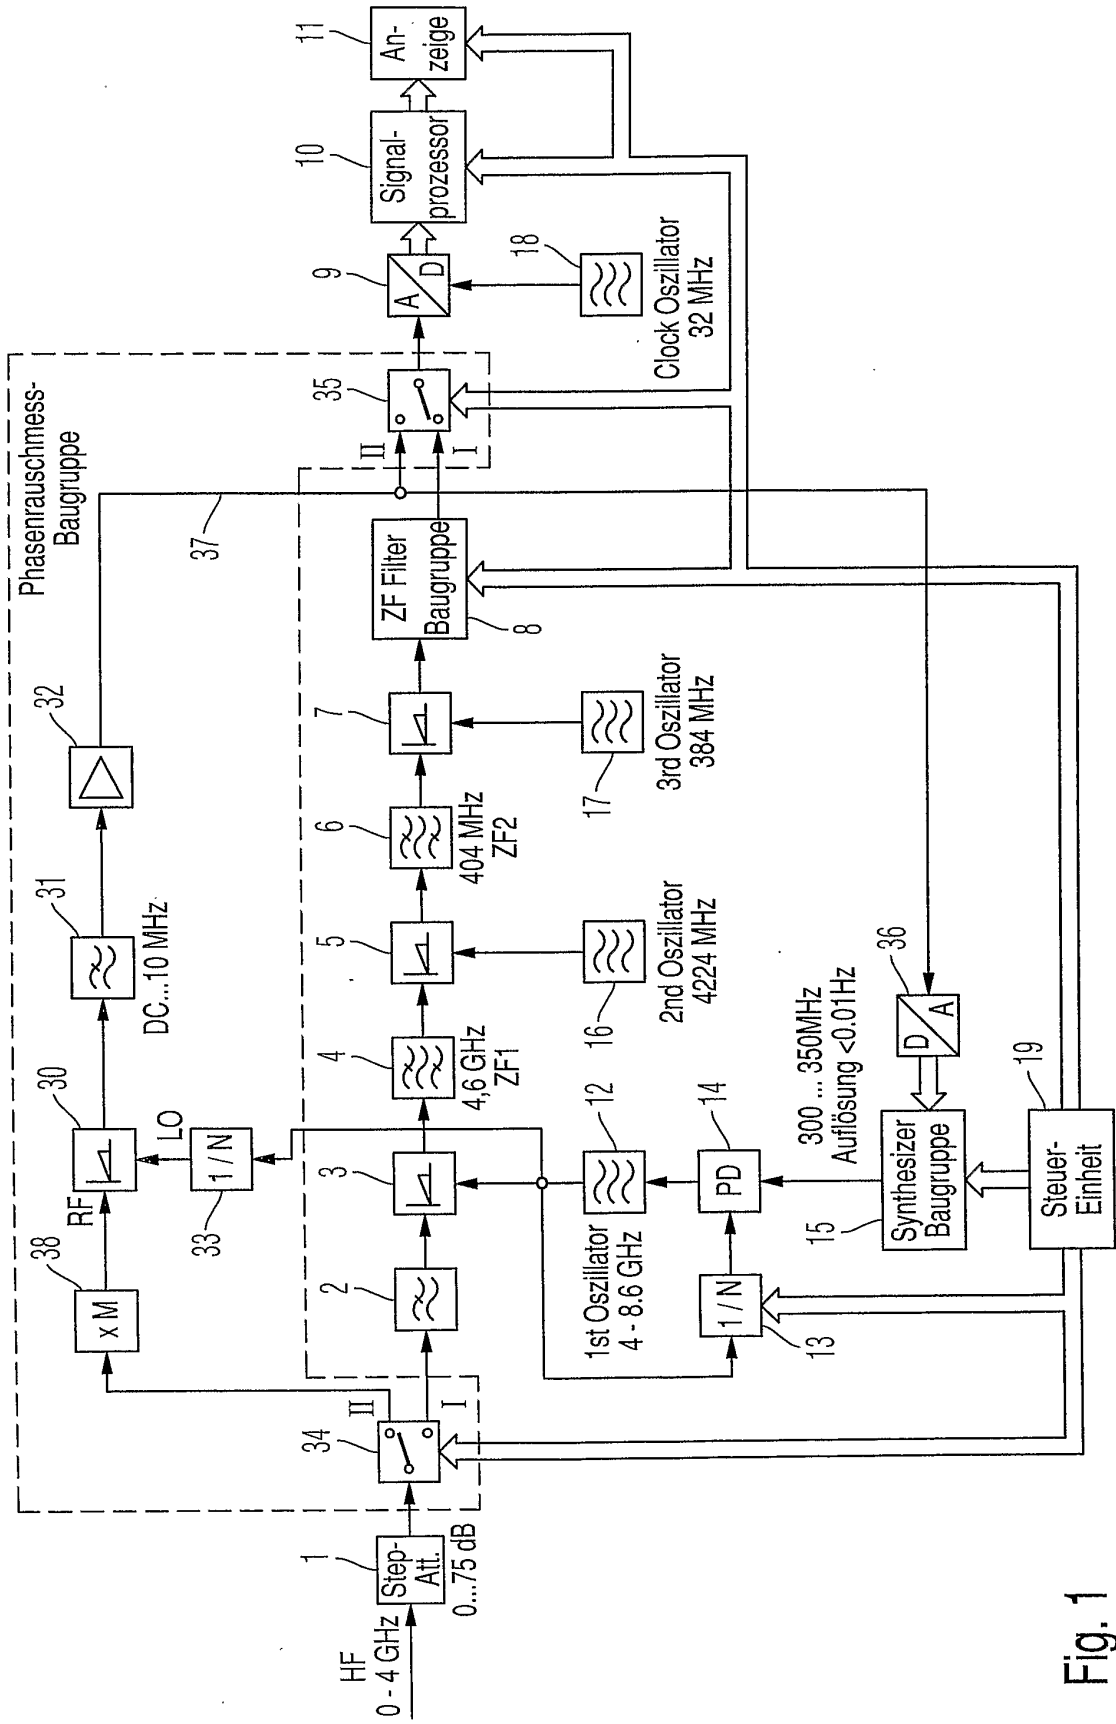 Phasenrauschmess-
Baugruppe
38
x M
RF
30
LO
31
DC...10 MHz
32
33
1 / N
37
HF
0 - 4 GHz
1
Step-
Att.
0...75 dB
34
II
I
2
3
4
4,6 GHz
ZF1
5
6
404 MHz
ZF2
7
ZF Filter
Baugruppe
8
II
I
35
9
A
D
10
Signal-
prozessor
11
An-
zeige
1st Oszillator
4 - 8.6 GHz
12
16
2nd Oszillator
4224 MHz
17
3rd Oszillator
384 MHz
18
Clock Oszillator
32 MHz
1 / N
13
PD
14
15
Synthesizer
Baugruppe
300 ... 350MHz
Auflösung <0.01Hz
D
A
36
Steuer-
Einheit
19
Fig. 1